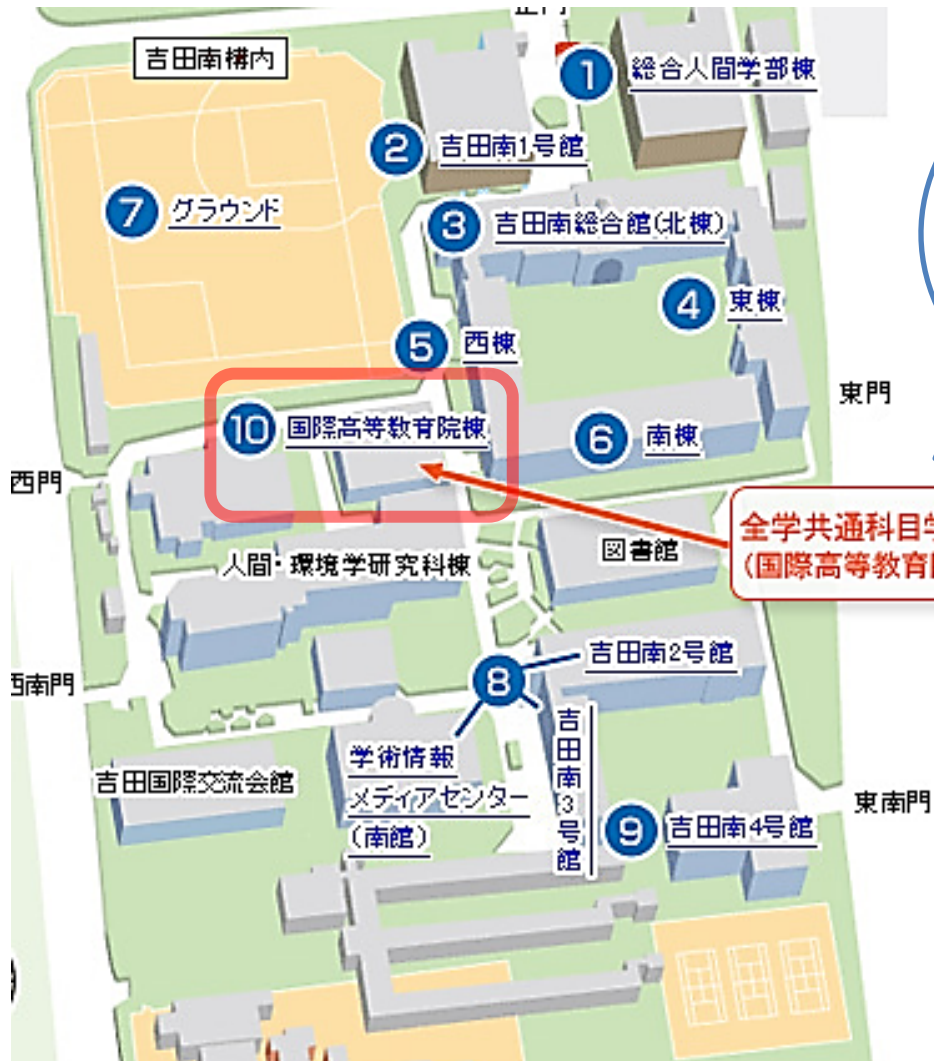 正門
吉田南構内
1 総合人間学部棟
2 吉田南1号館
7 グラウンド
3 吉田南総合館(北棟)
4 東棟
5 西棟
東門
10 国際高等教育院棟
6 南棟
西門
全学共通科目学
(国際高等教育院
図書館
人間・環境学研究科棟
吉田南2号館
西南門
8
学術情報
メディアセンター
(南館)
吉田南3号館
吉田国際交流会館
東南門
9 吉田南4号館